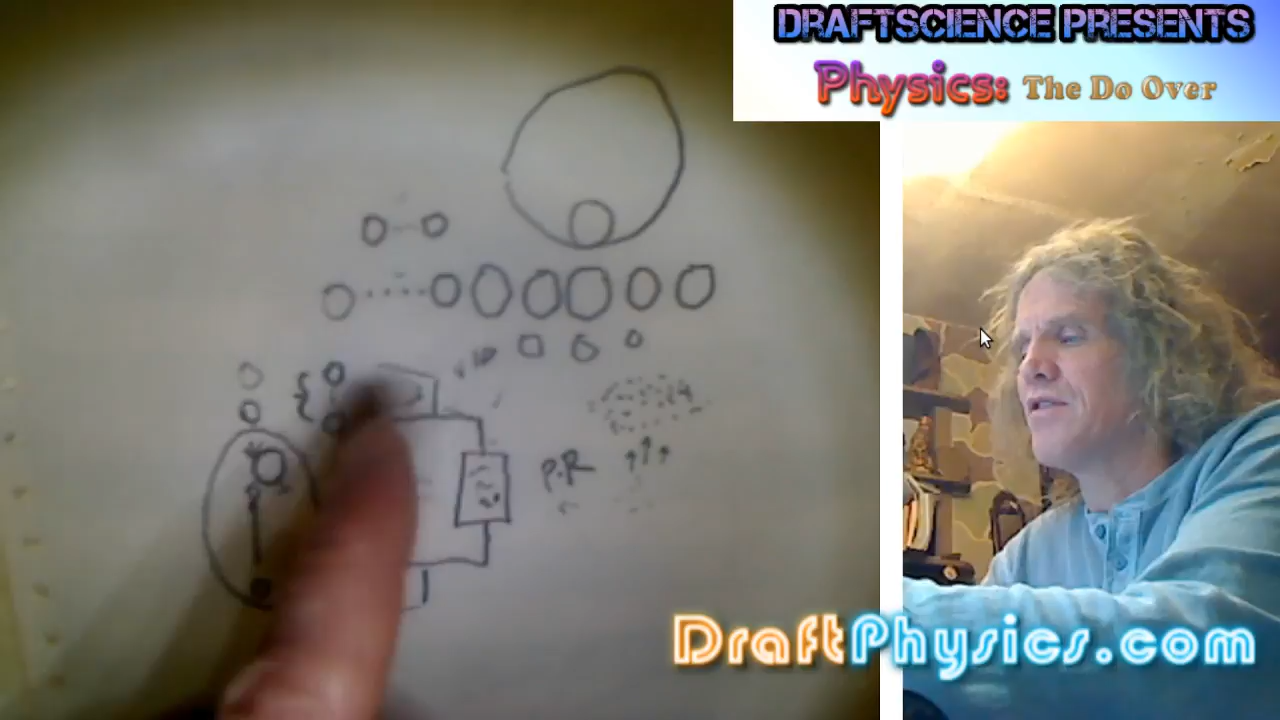 DRAFTSCIENCE PRESENTS
Physics: The Do Over
P.R
DraftPhysics.com